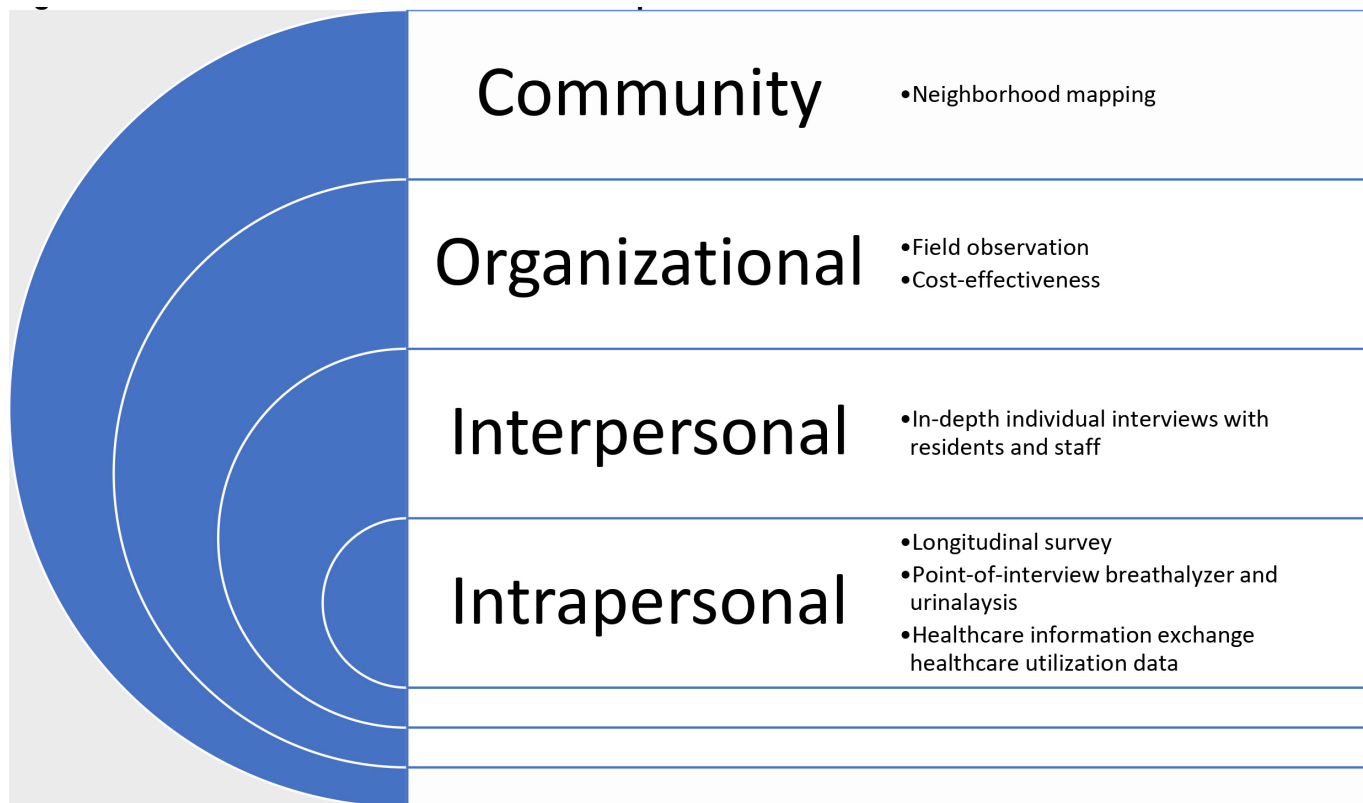 Community
•Neighborhood mapping
Organizational
•Field observation
•Cost-effectiveness
Interpersonal
•In-depth individual interviews with
residents and staff
Intrapersonal
•Longitudinal survey
•Point-of-interview breathalyzer and
urinalaysis
•Healthcare information exchange
healthcare utilization data